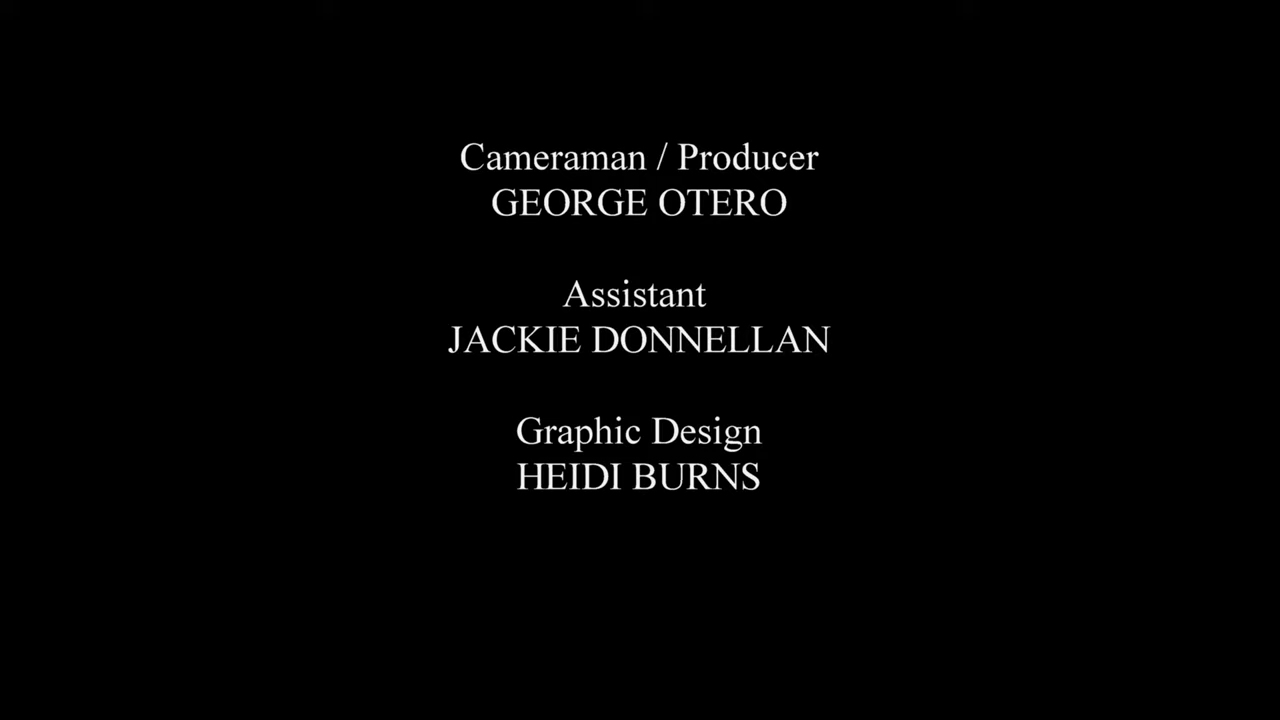 Cameraman / Producer
GEORGE OTERO
Assistant
JACKIE DONNELLAN
Graphic Design
HEIDI BURNS